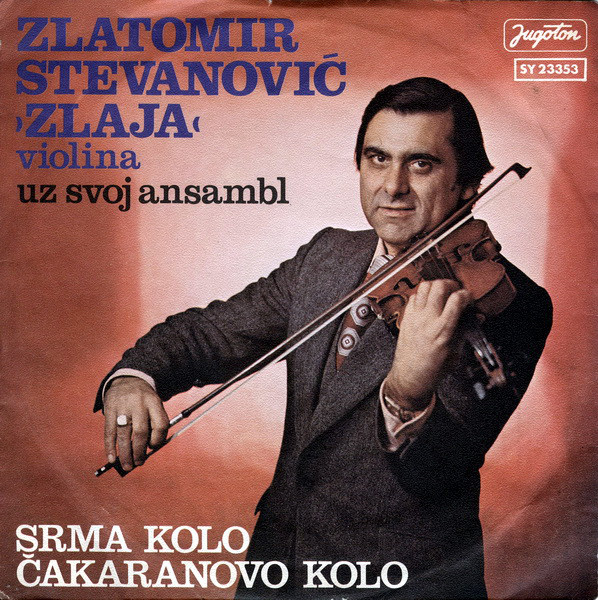 ZLATOMIR
STEVANOVIĆ
›ZLAJA‹
violina
uz svoj ansambl
Jugoton
SY 23353
SRMA KOLO
ČAKARANOVO KOLO